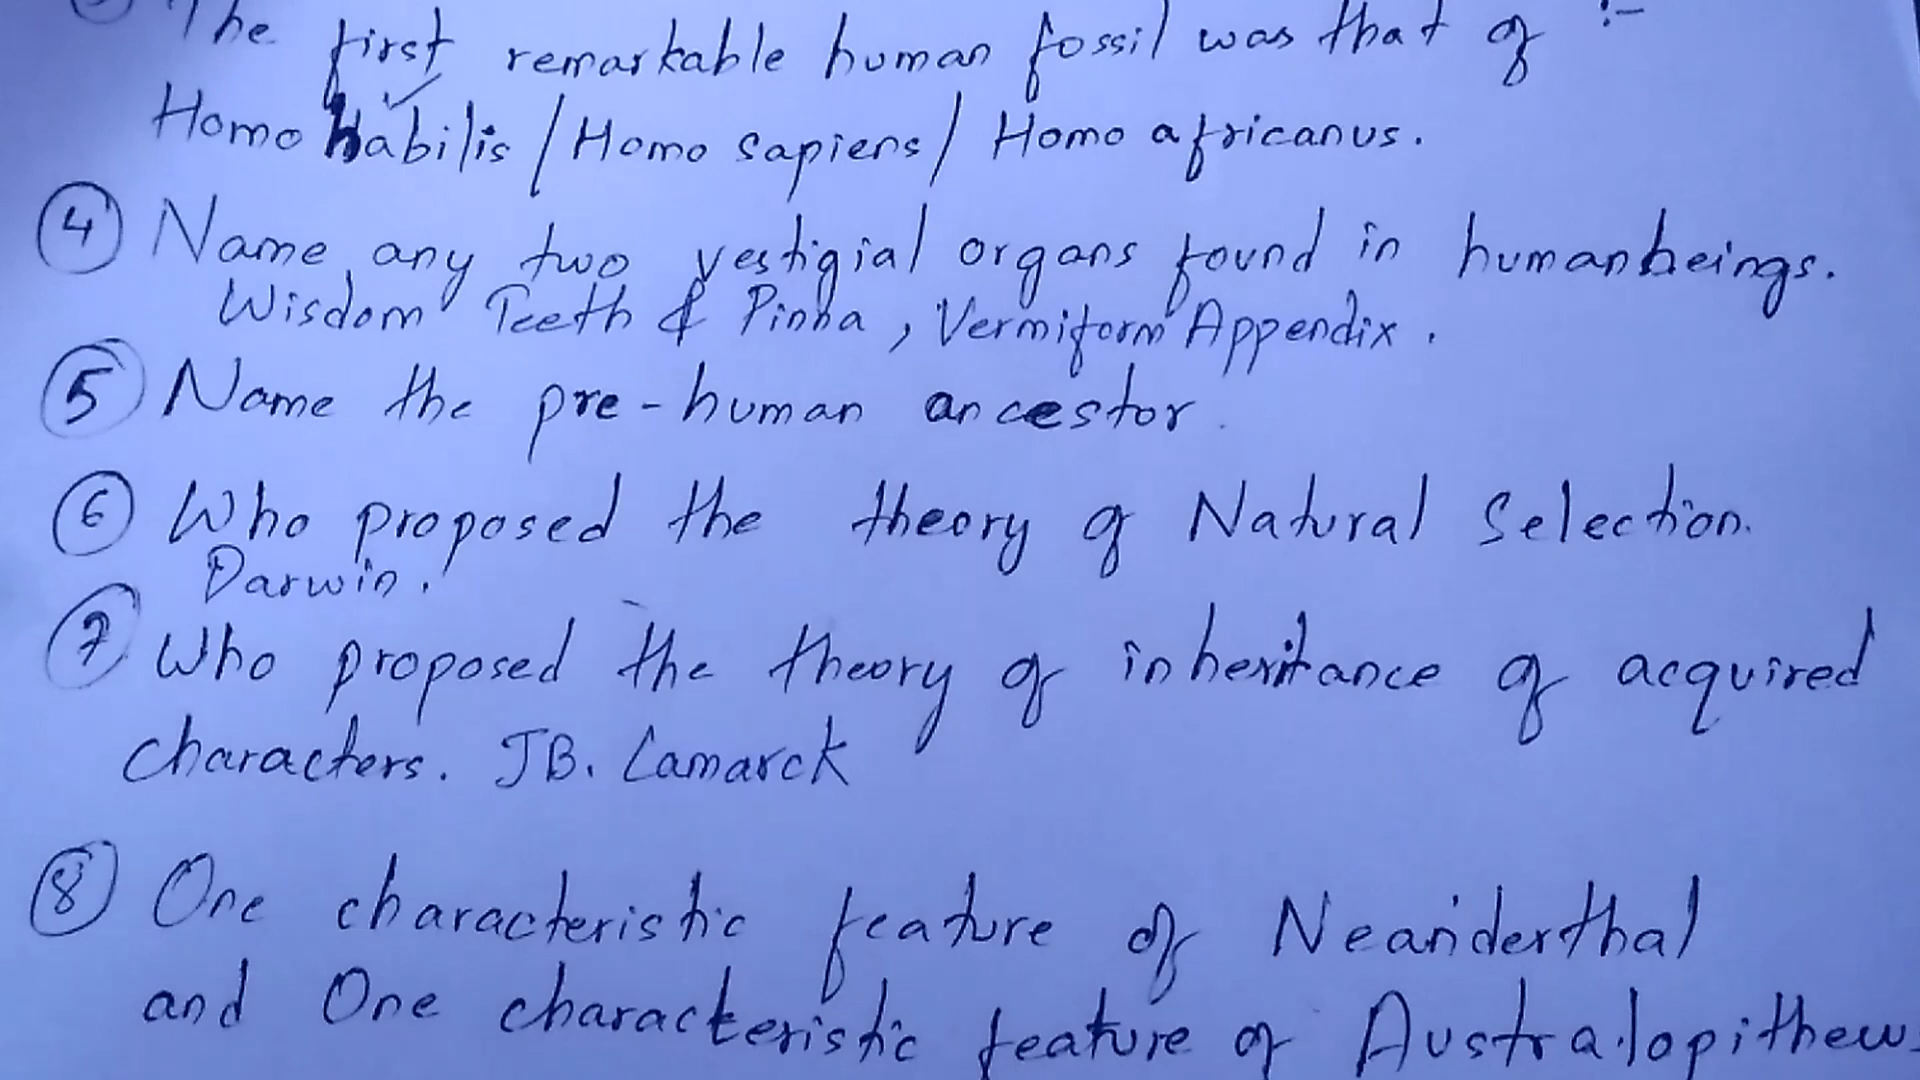 The first remarkable human fossil was that of :-
Homo habilis / Homo sapiens / Homo africanus.
4 Name any two vestigial organs found in humanbeings.
Wisdom Teeth & Pinna, Vermiform Appendix.
5 Name the pre-human ancestor.
6 Who proposed the theory of Natural Selection.
Darwin.
7 Who proposed the theory of inheritance of acquired
characters. JB. Lamarck
8 One characteristic feature of Neanderthal
and One characteristic feature of Australopithecus